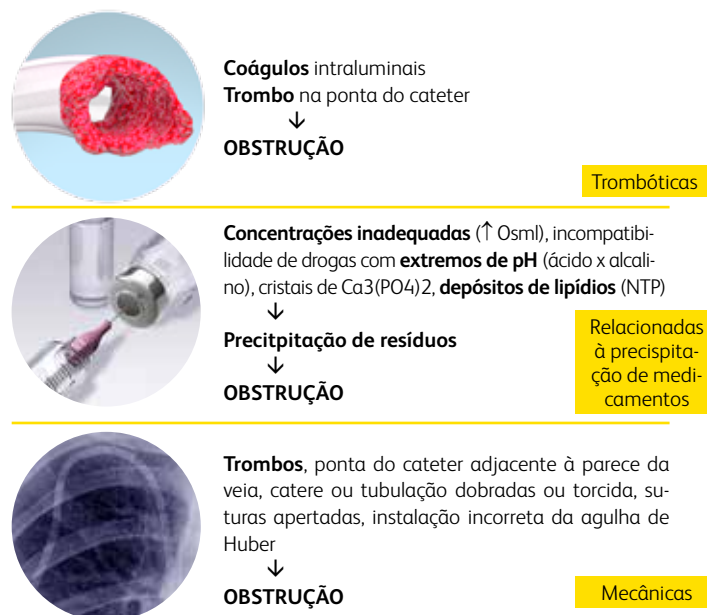 Coágulos intraluminais
Trombo na ponta do cateter
↓
OBSTRUÇÃO
Trombóticas
Concentrações inadequadas (↑ Osml), incompatibi-
lidade de drogas com extremos de pH (ácido x alcali-
no), cristais de Ca3(PO4)2, depósitos de lipídios (NTP)
↓
Precitpitação de resíduos
↓
OBSTRUÇÃO
Relacionadas
à precispita-
ção de medi-
camentos
Trombos, ponta do cateter adjacente à parece da
veia, catere ou tubulação dobradas ou torcida, su-
turas apertadas, instalação incorreta da agulha de
Huber
↓
OBSTRUÇÃO
Mecânicas